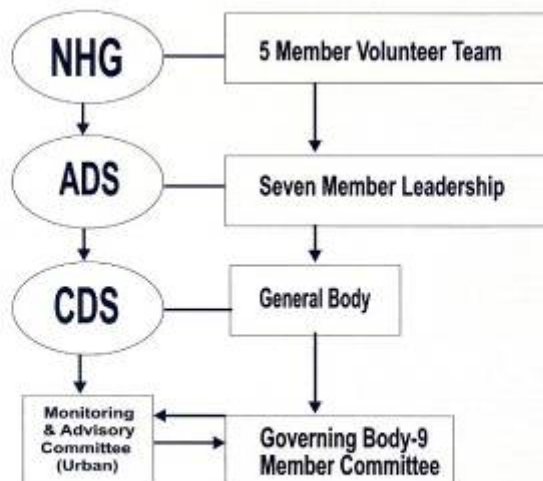 NHG
5 Member Volunteer Team
ADS
Seven Member Leadership
CDS
General Body
Monitoring
& Advisory
Committee
(Urban)
Governing Body-9
Member Committee